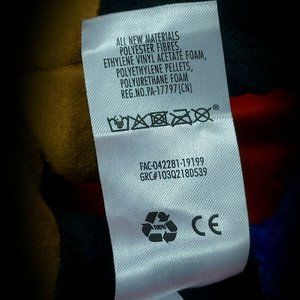 ALL NEW MATERIALS
POLYESTER FIBRES,
ETHYLENE VINYL ACETATE FOAM,
POLYETHYLENE PELLETS,
POLYURETHANE FOAM
REG.NO.PA-17797(CN)
FAC-042281-19199
GRC#103Q218D539
100%
CE